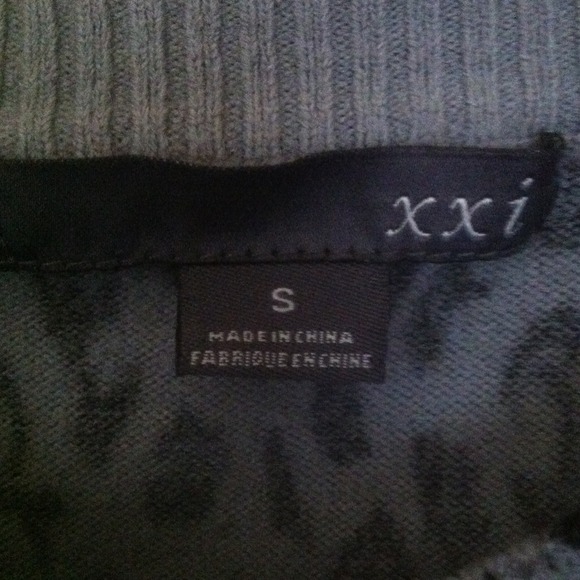 xxi
S
MADE IN CHINA
FABRIQUE EN CHINE